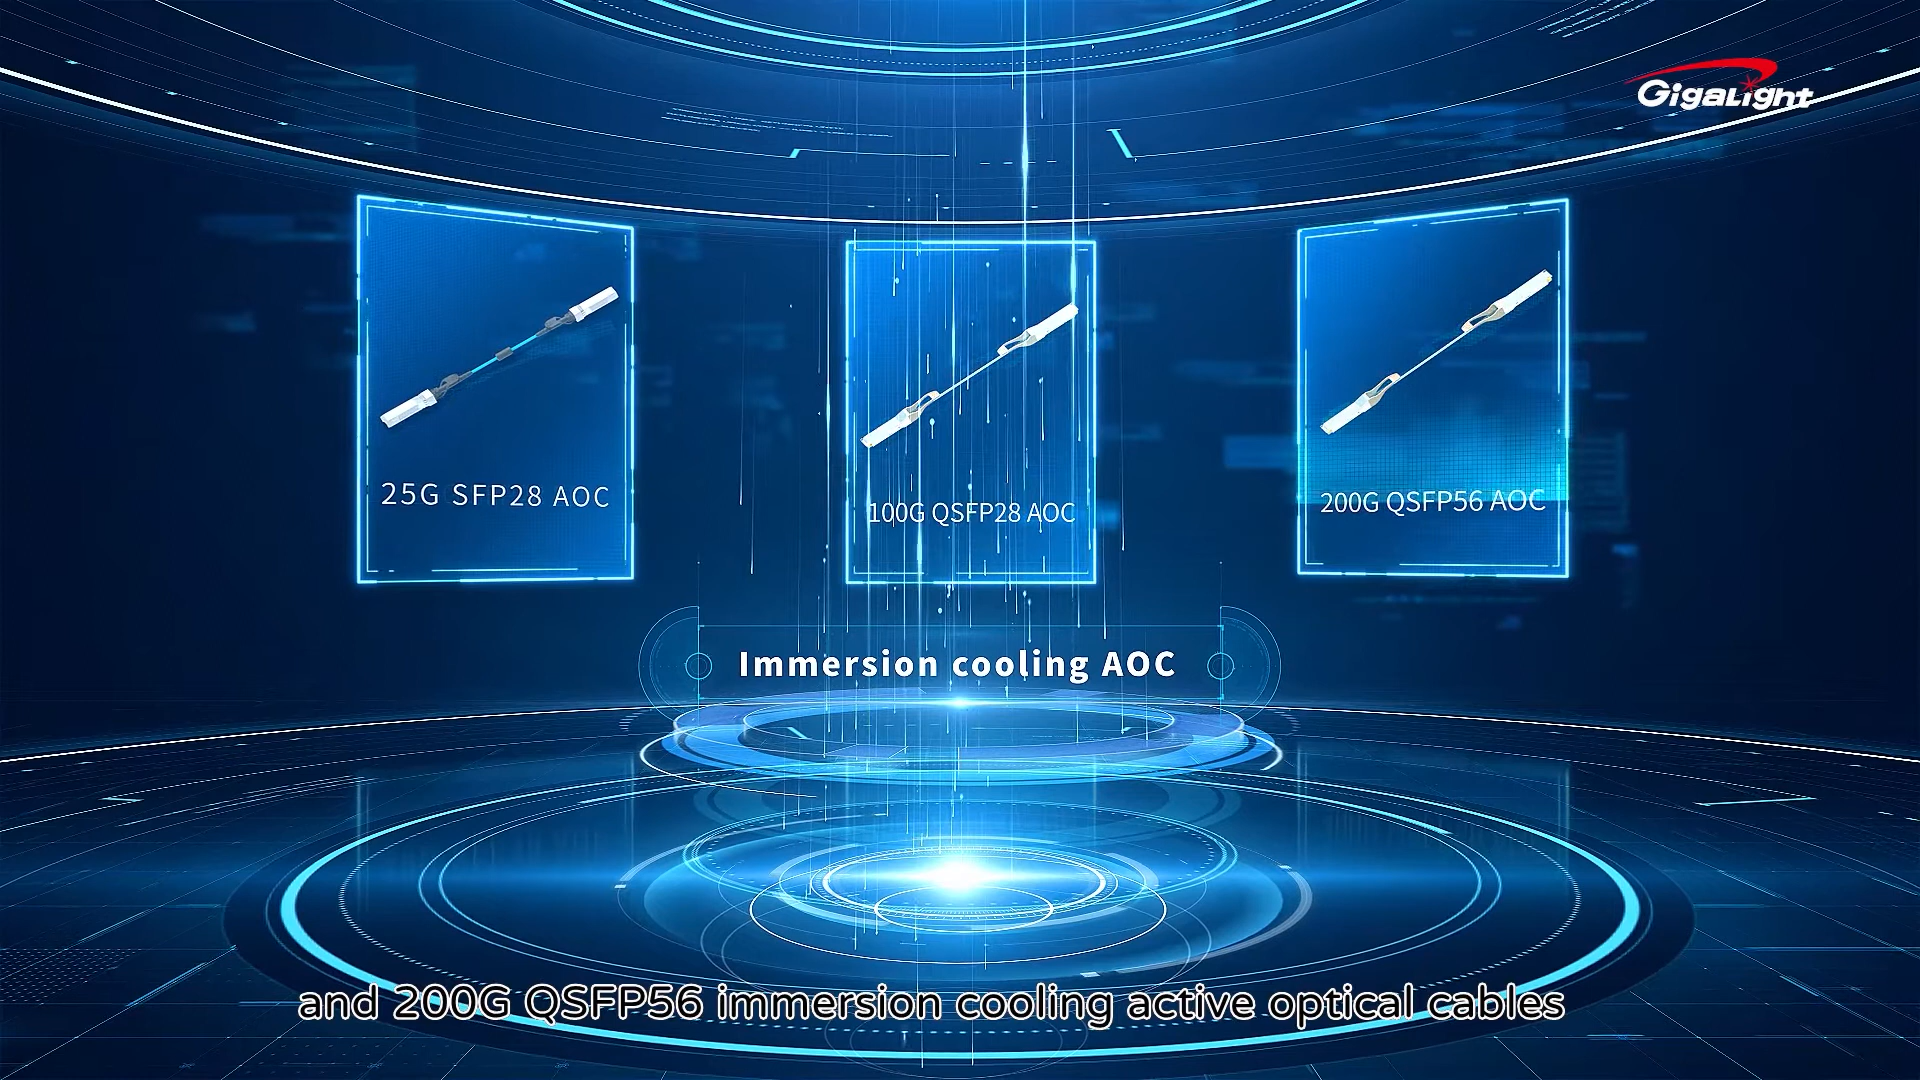 GigaLight
25G SFP28 AOC
100G QSFP28 AOC
200G QSFP56 AOC
Immersion cooling AOC
and 200G QSFP56 immersion cooling active optical cables